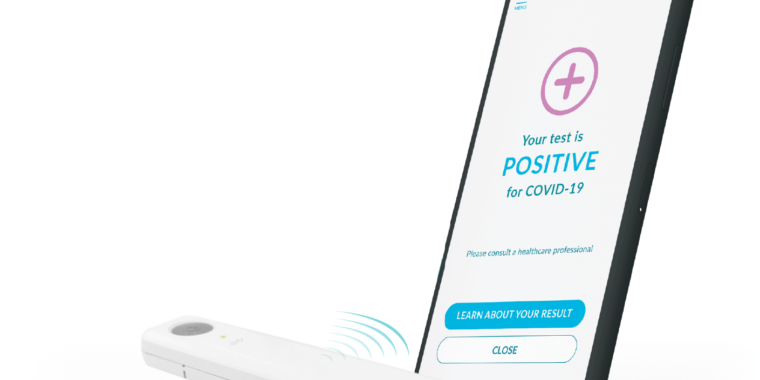 MENU
Your test is
POSITIVE
for COVID-19
Please consult a healthcare professional
LEARN ABOUT YOUR RESULT
CLOSE